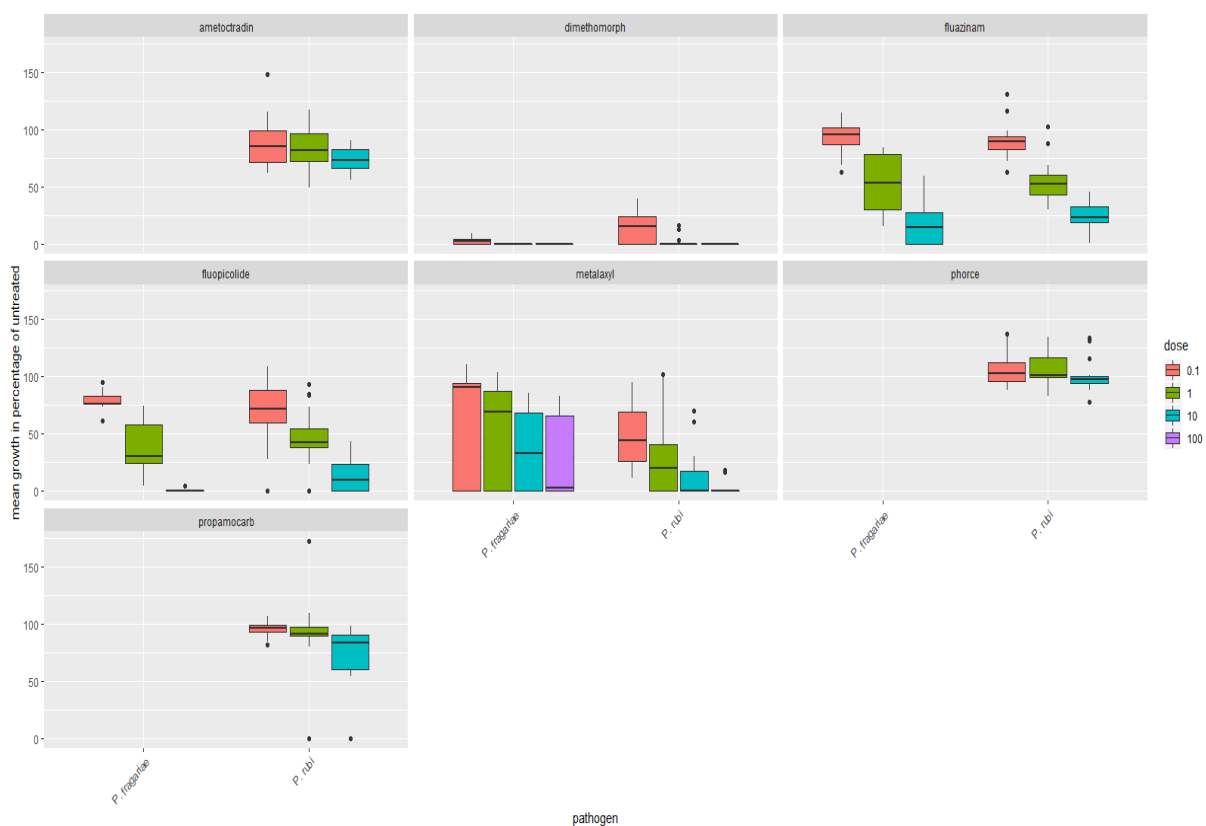 ametoctradin
dimethomorph
fluazinam
150
100
50
0
fluopicolide
metalaxyl
phorce
150
100
50
0
propamocarb
150
100
50
0
P. fragariae
P. rubi
P. fragariae
P. rubi
P. fragariae
P. rubi
mean growth in percentage of untreated
pathogen
dose
0.1
1
10
100